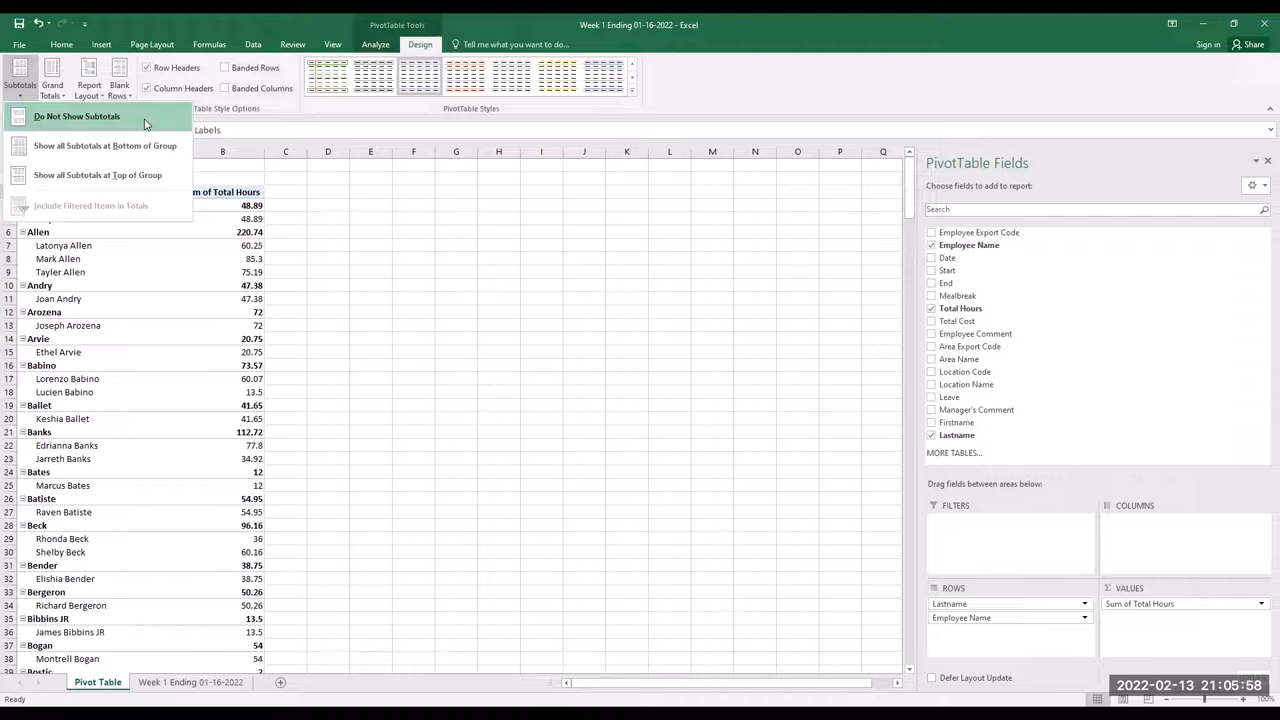 PivotTable Tools
Week 1 Ending 01-16-2022 - Excel
File Home Insert Page Layout Formulas Data Review View Analyze Design Tell me what you want to do... Sign in Share
Subtotals Grand Totals Report Layout Blank Rows
Row Headers Banded Rows
Column Headers Banded Columns
Table Style Options PivotTable Styles
Do Not Show Subtotals
Show all Subtotals at Bottom of Group
Show all Subtotals at Top of Group
Include Filtered Items in Totals
Labels
B C D E F G H I J K L M N O P Q
m of Total Hours
48.89
48.89
6 Allen 220.74
7 Latonya Allen 60.25
8 Mark Allen 85.3
9 Tayler Allen 75.19
10 Andry 47.38
11 Joan Andry 47.38
12 Arozena 72
13 Joseph Arozena 72
14 Arvie 20.75
15 Ethel Arvie 20.75
16 Babino 73.57
17 Lorenzo Babino 60.07
18 Lucien Babino 13.5
19 Ballet 41.65
20 Keshia Ballet 41.65
21 Banks 112.72
22 Edrianna Banks 77.8
23 Jarreth Banks 34.92
24 Bates 12
25 Marcus Bates 12
26 Batiste 54.95
27 Raven Batiste 54.95
28 Beck 96.16
29 Rhonda Beck 36
30 Shelby Beck 60.16
31 Bender 38.75
32 Elishia Bender 38.75
33 Bergeron 50.26
34 Richard Bergeron 50.26
35 Bibbins JR 13.5
36 James Bibbins JR 13.5
37 Bogan 54
38 Montrell Bogan 54
39 Bostic 2
PivotTable Fields
Choose fields to add to report:
Search
Employee Export Code
Employee Name
Date
Start
End
Mealbreak
Total Hours
Total Cost
Employee Comment
Area Export Code
Area Name
Location Code
Location Name
Leave
Manager's Comment
Firstname
Lastname
MORE TABLES...
Drag fields between areas below:
FILTERS COLUMNS
ROWS VALUES
Lastname Sum of Total Hours
Employee Name
Defer Layout Update
Pivot Table Week 1 Ending 01-16-2022
2022-02-13 21:05:58
Ready
100%